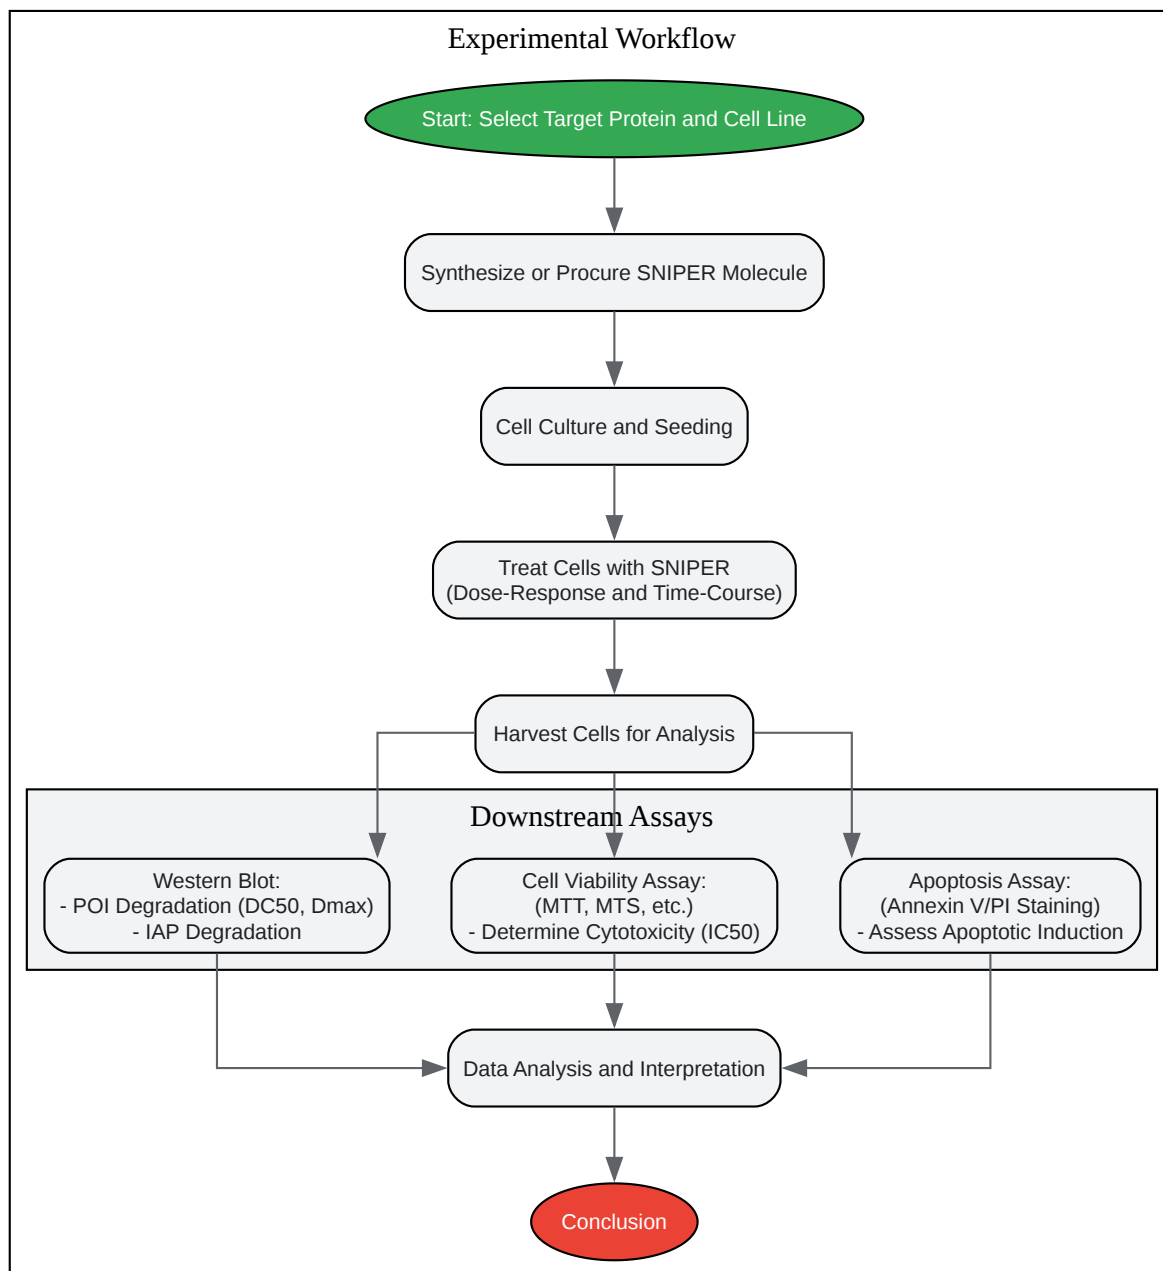 Experimental Workflow
Start: Select Target Protein and Cell Line
Synthesize or Procure SNIPER Molecule
Cell Culture and Seeding
Treat Cells with SNIPER
(Dose-Response and Time-Course)
Harvest Cells for Analysis
Downstream Assays
Western Blot:
- POI Degradation (DC50, Dmax)
- IAP Degradation
Cell Viability Assay:
(MTT, MTS, etc.)
- Determine Cytotoxicity (IC50)
Apoptosis Assay:
(Annexin V/PI Staining)
- Assess Apoptotic Induction
Data Analysis and Interpretation
Conclusion